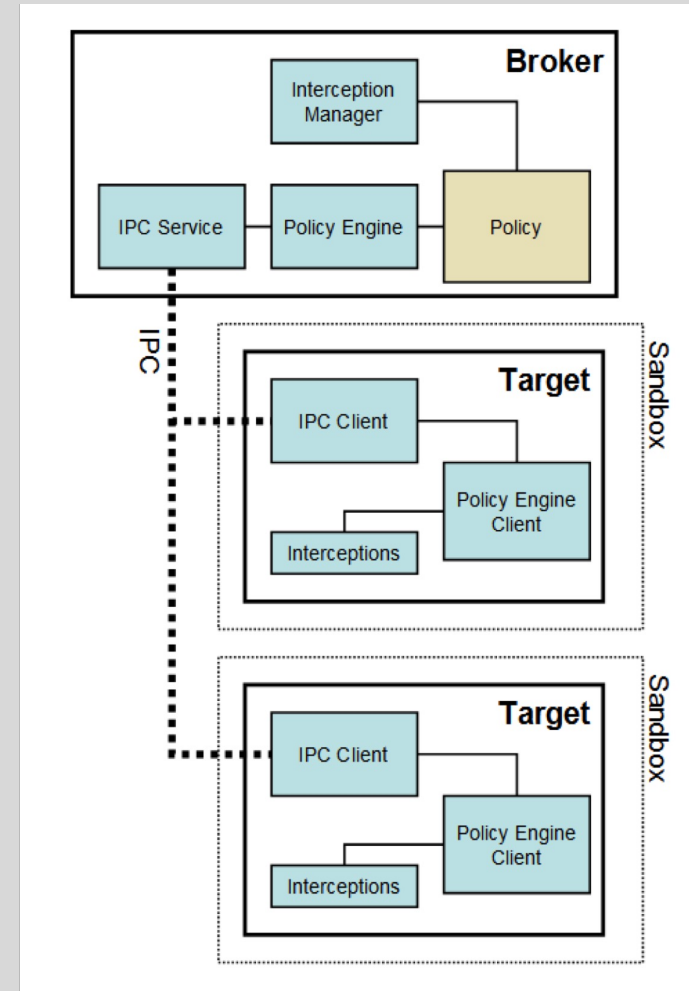 Broker
Interception
Manager
IPC Service
Policy Engine
Policy
IPC
Sandbox
Target
IPC Client
Policy Engine
Client
Interceptions
Sandbox
Target
IPC Client
Policy Engine
Client
Interceptions